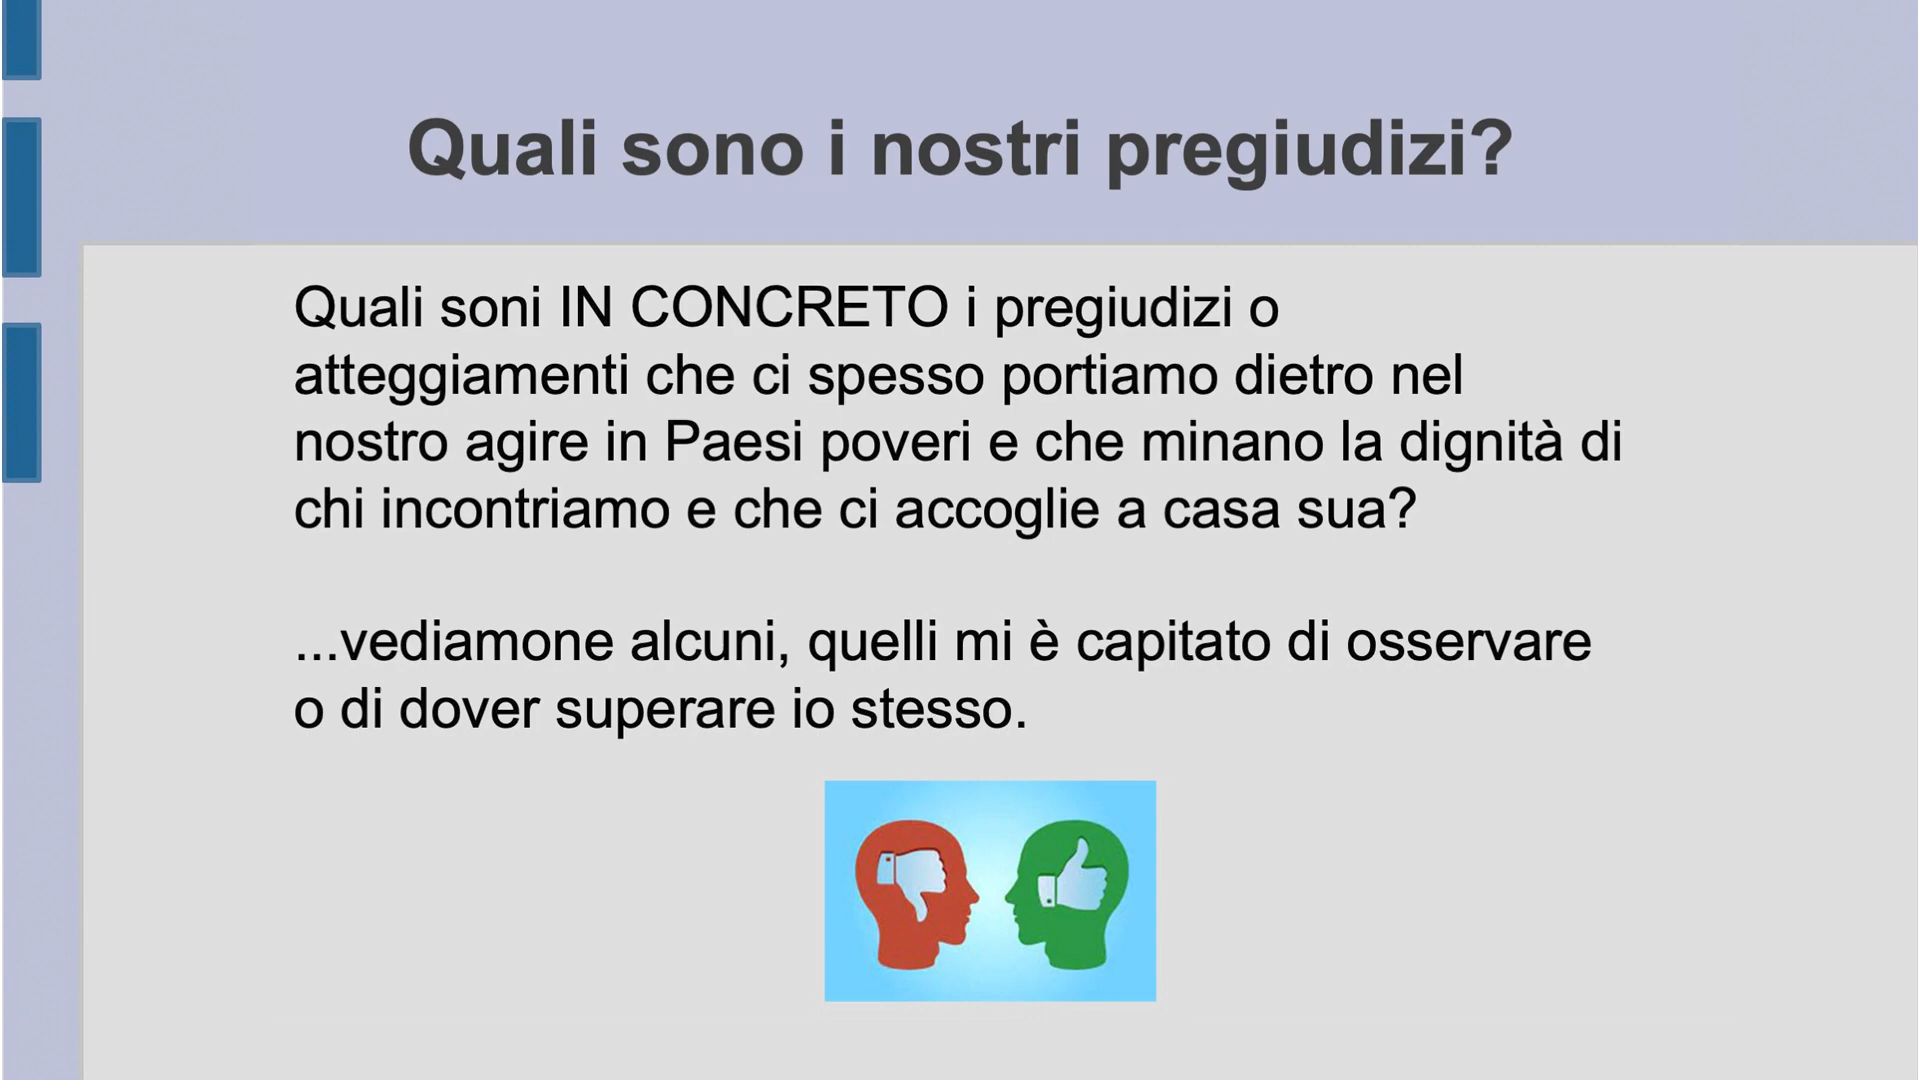 Quali sono i nostri pregiudizi?
Quali soni IN CONCRETO i pregiudizi o
atteggiamenti che ci spesso portiamo dietro nel
nostro agire in Paesi poveri e che minano la dignità di
chi incontriamo e che ci accoglie a casa sua?
...vediamone alcuni, quelli mi è capitato di osservare
o di dover superare io stesso.